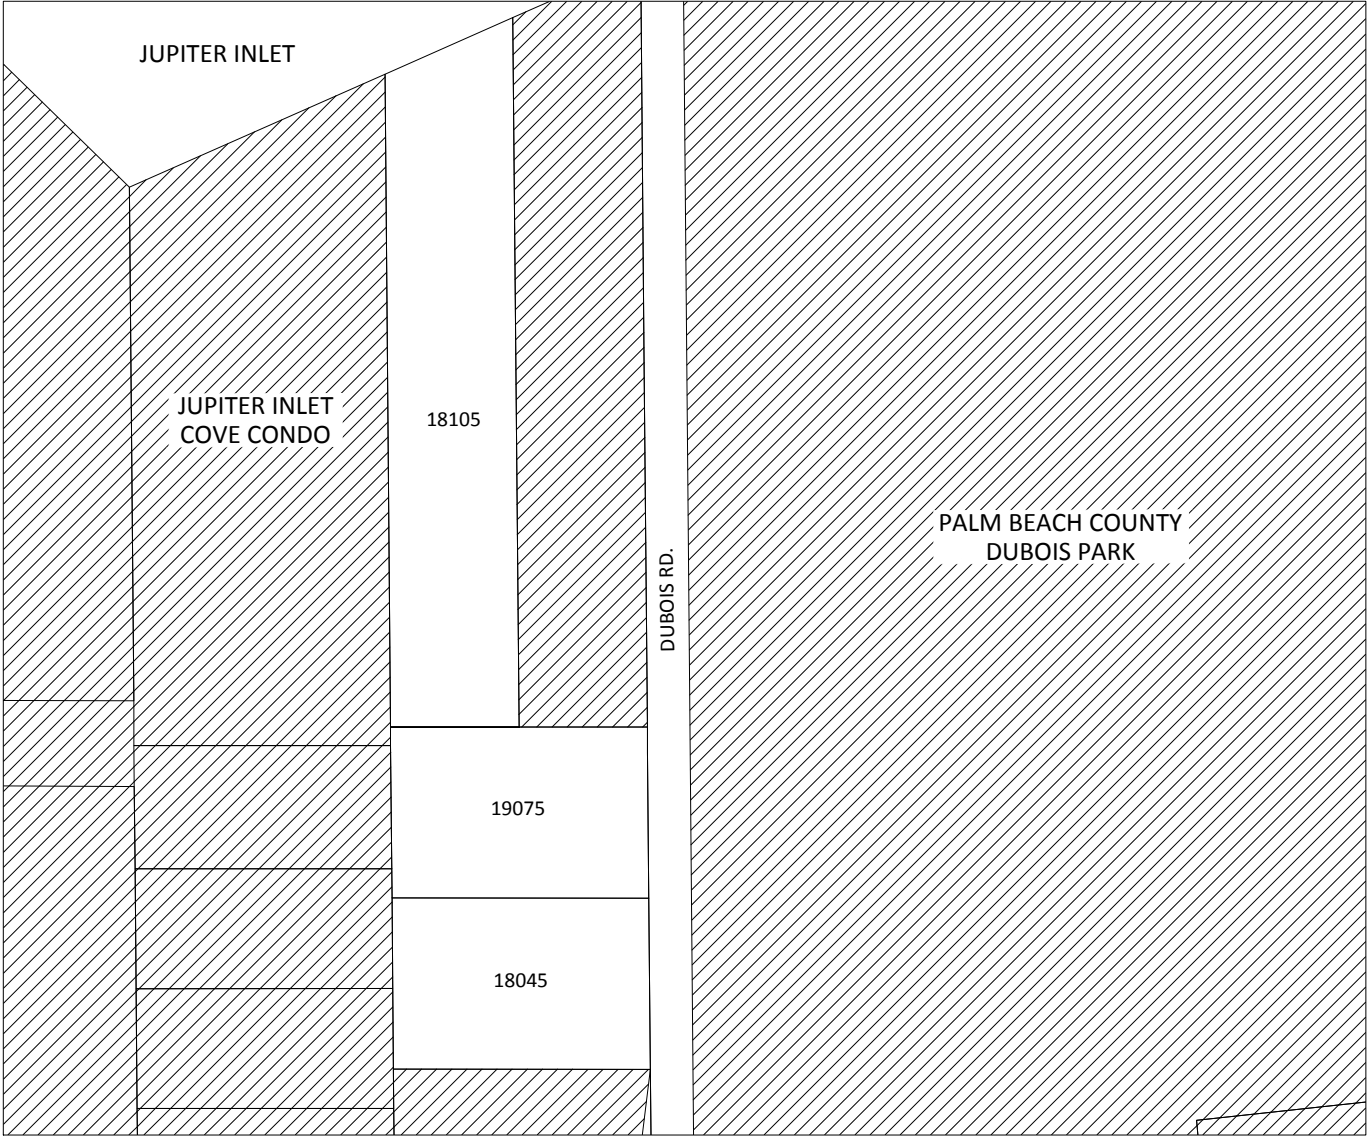 JUPITER INLET
JUPITER INLET
COVE CONDO
18105
PALM BEACH COUNTY
DUBOIS PARK
DUBOIS RD.
19075
18045